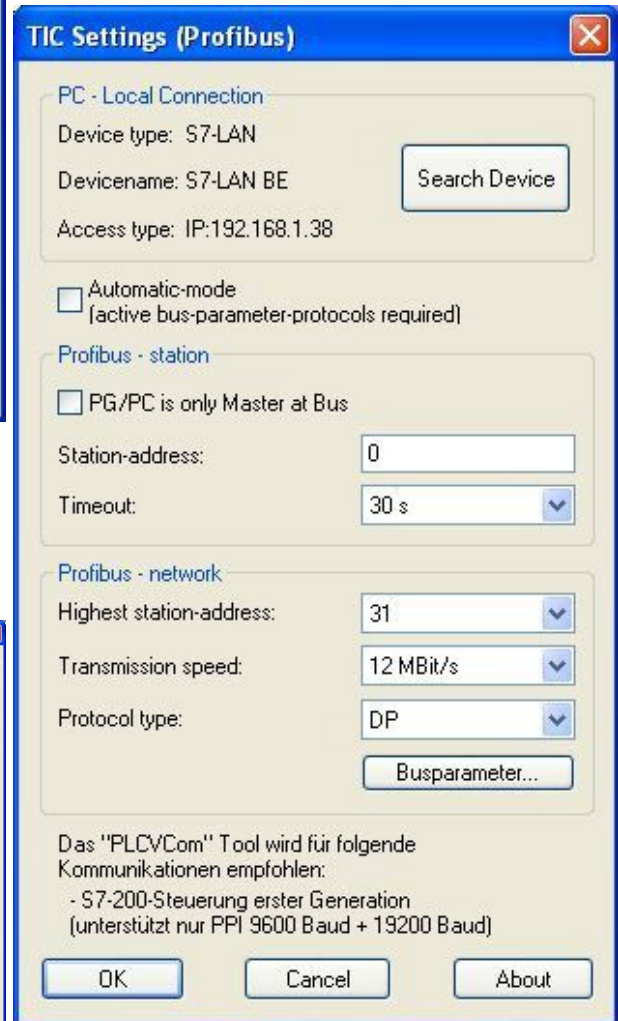 TIC Settings (Profibus)
PC - Local Connection
Device type: S7-LAN
Devicename: S7-LAN BE
Search Device
Access type: IP:192.168.1.38
Automatic-mode
(active bus-parameter-protocols required)
Profibus - station
PG/PC is only Master at Bus
Station-address: 0
Timeout: 30 s
Profibus - network
Highest station-address: 31
Transmission speed: 12 MBit/s
Protocol type: DP
Busparameter...
Das "PLCVCom" Tool wird für folgende
Kommunikationen empfohlen:
- S7-200-Steuerung erster Generation
(unterstützt nur PPI 9600 Baud + 19200 Baud)
OK Cancel About